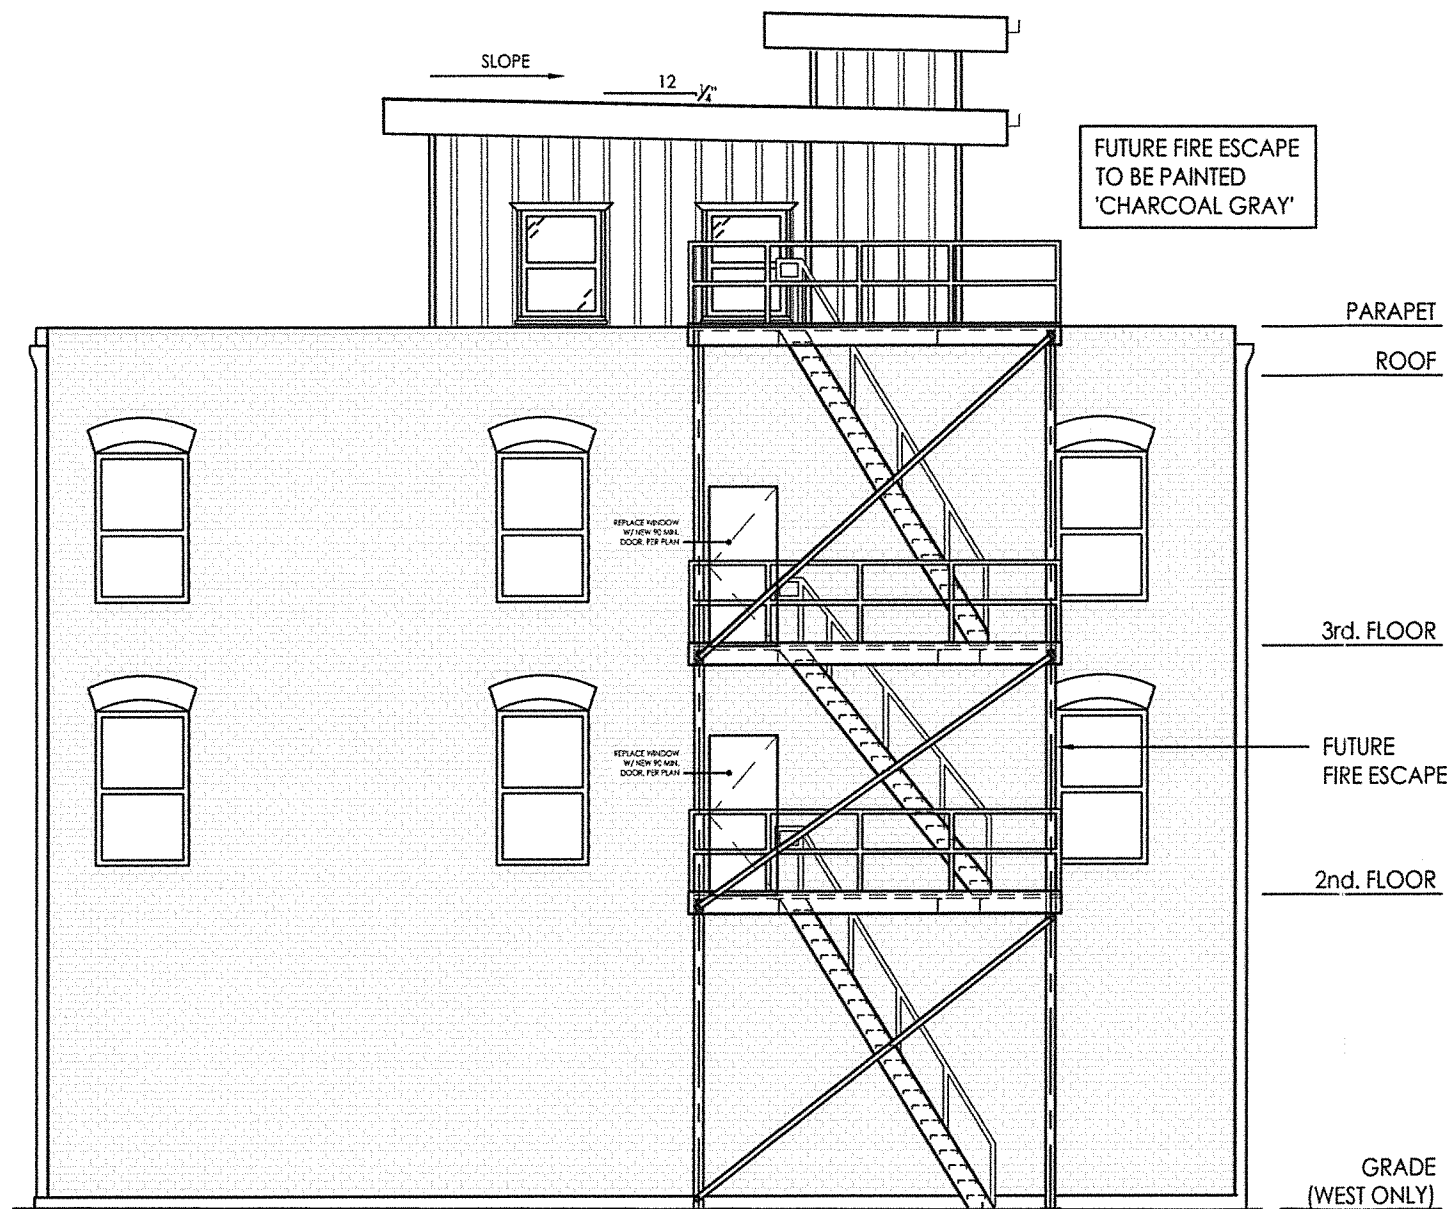 SLOPE
12
1/4"
FUTURE FIRE ESCAPE
TO BE PAINTED
'CHARCOAL GRAY'
PARAPET
ROOF
REPLACE WINDOW
W/ NEW 90 MIN.
DOOR, PER PLAN
3rd. FLOOR
REPLACE WINDOW
W/ NEW 90 MIN.
DOOR, PER PLAN
FUTURE
FIRE ESCAPE
2nd. FLOOR
GRADE
(WEST ONLY)